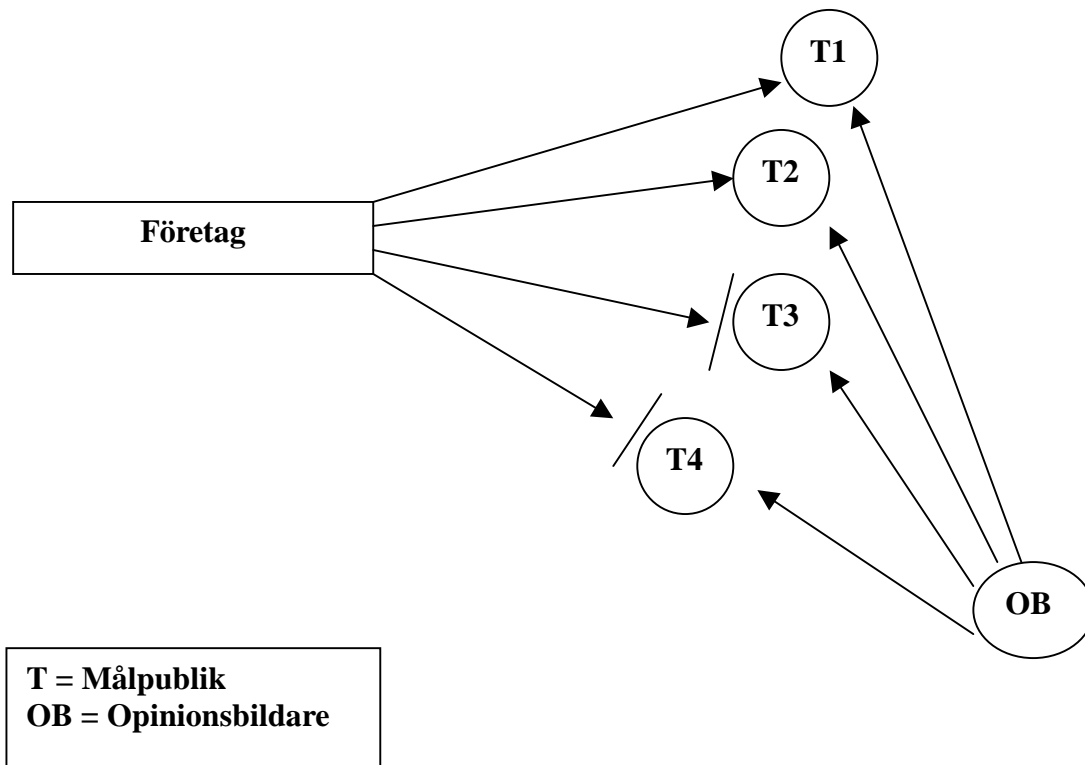 T1
T2
Företag
T3
T4
OB
T = Målpublik
OB = Opinionsbildare